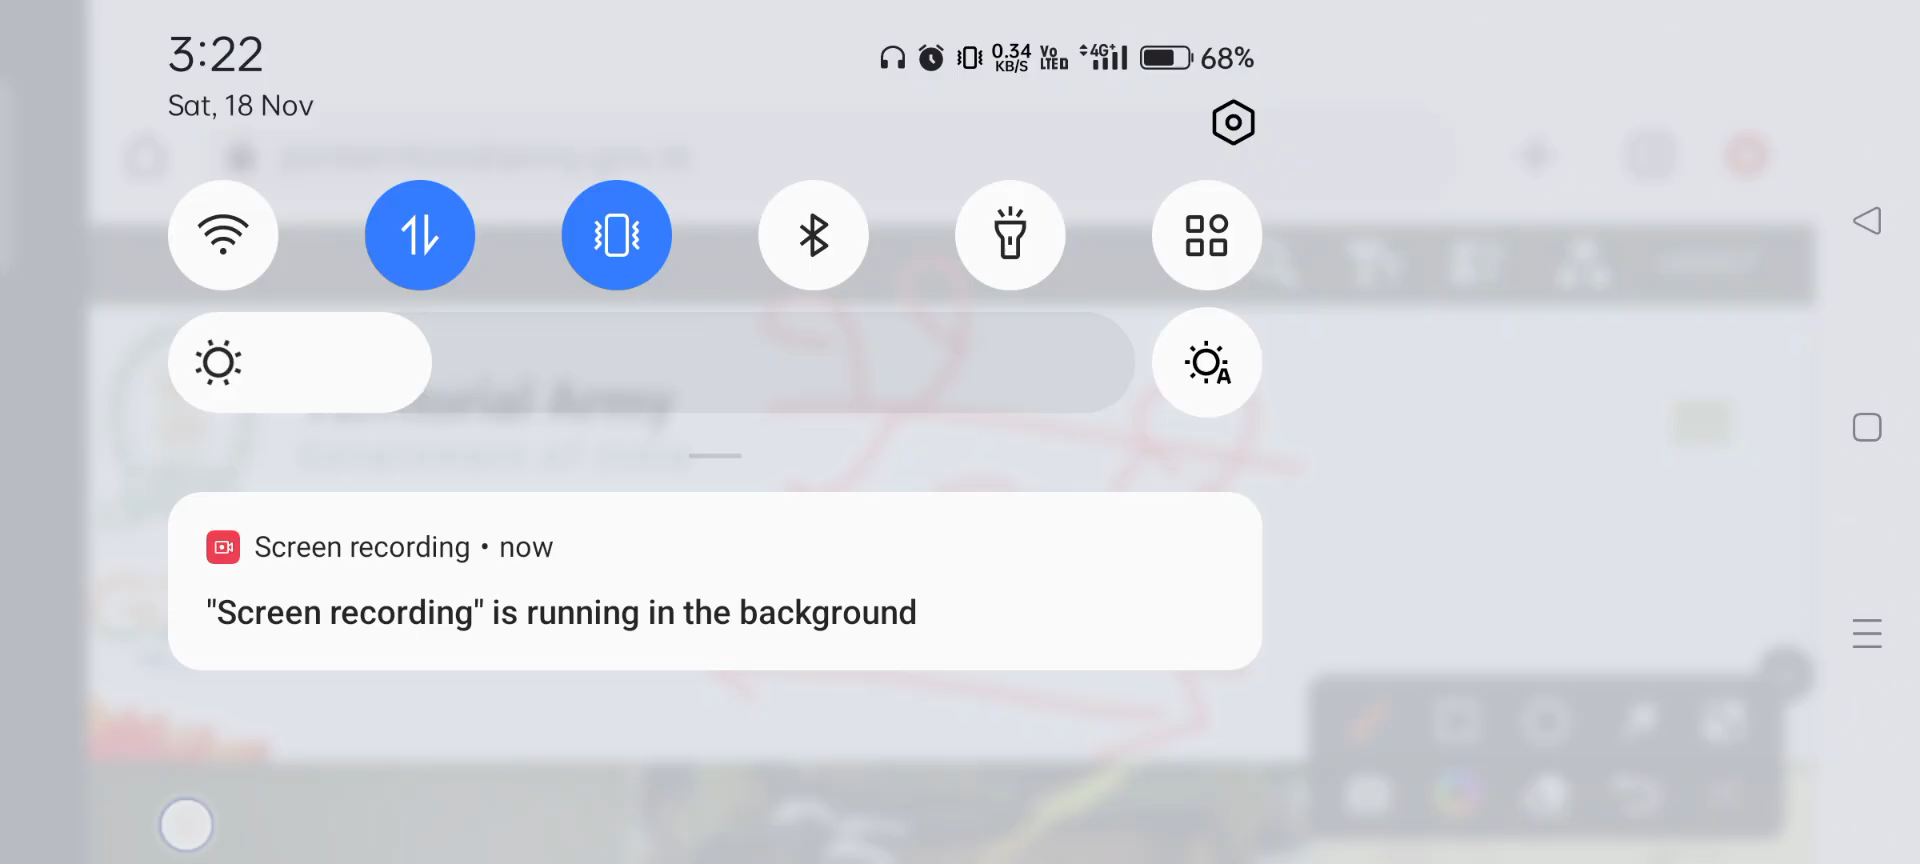 3:22
0.34
KB/S
Vo
LTED
4G+
68%
Sat, 18 Nov
A
Screen recording • now
"Screen recording" is running in the background